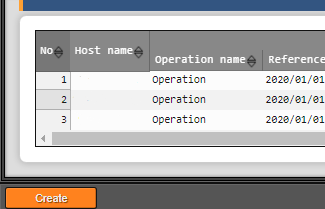 No Host name Operation name Reference
1 Operation 2020/01/01
2 Operation 2020/01/01
3 Operation 2020/01/01
Create